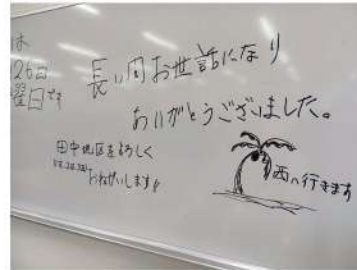 は
26日
曜日です
長い間お世話になり
ありがとうございました。
田中地区をよろしく
おねがいします!!
西へ行きます